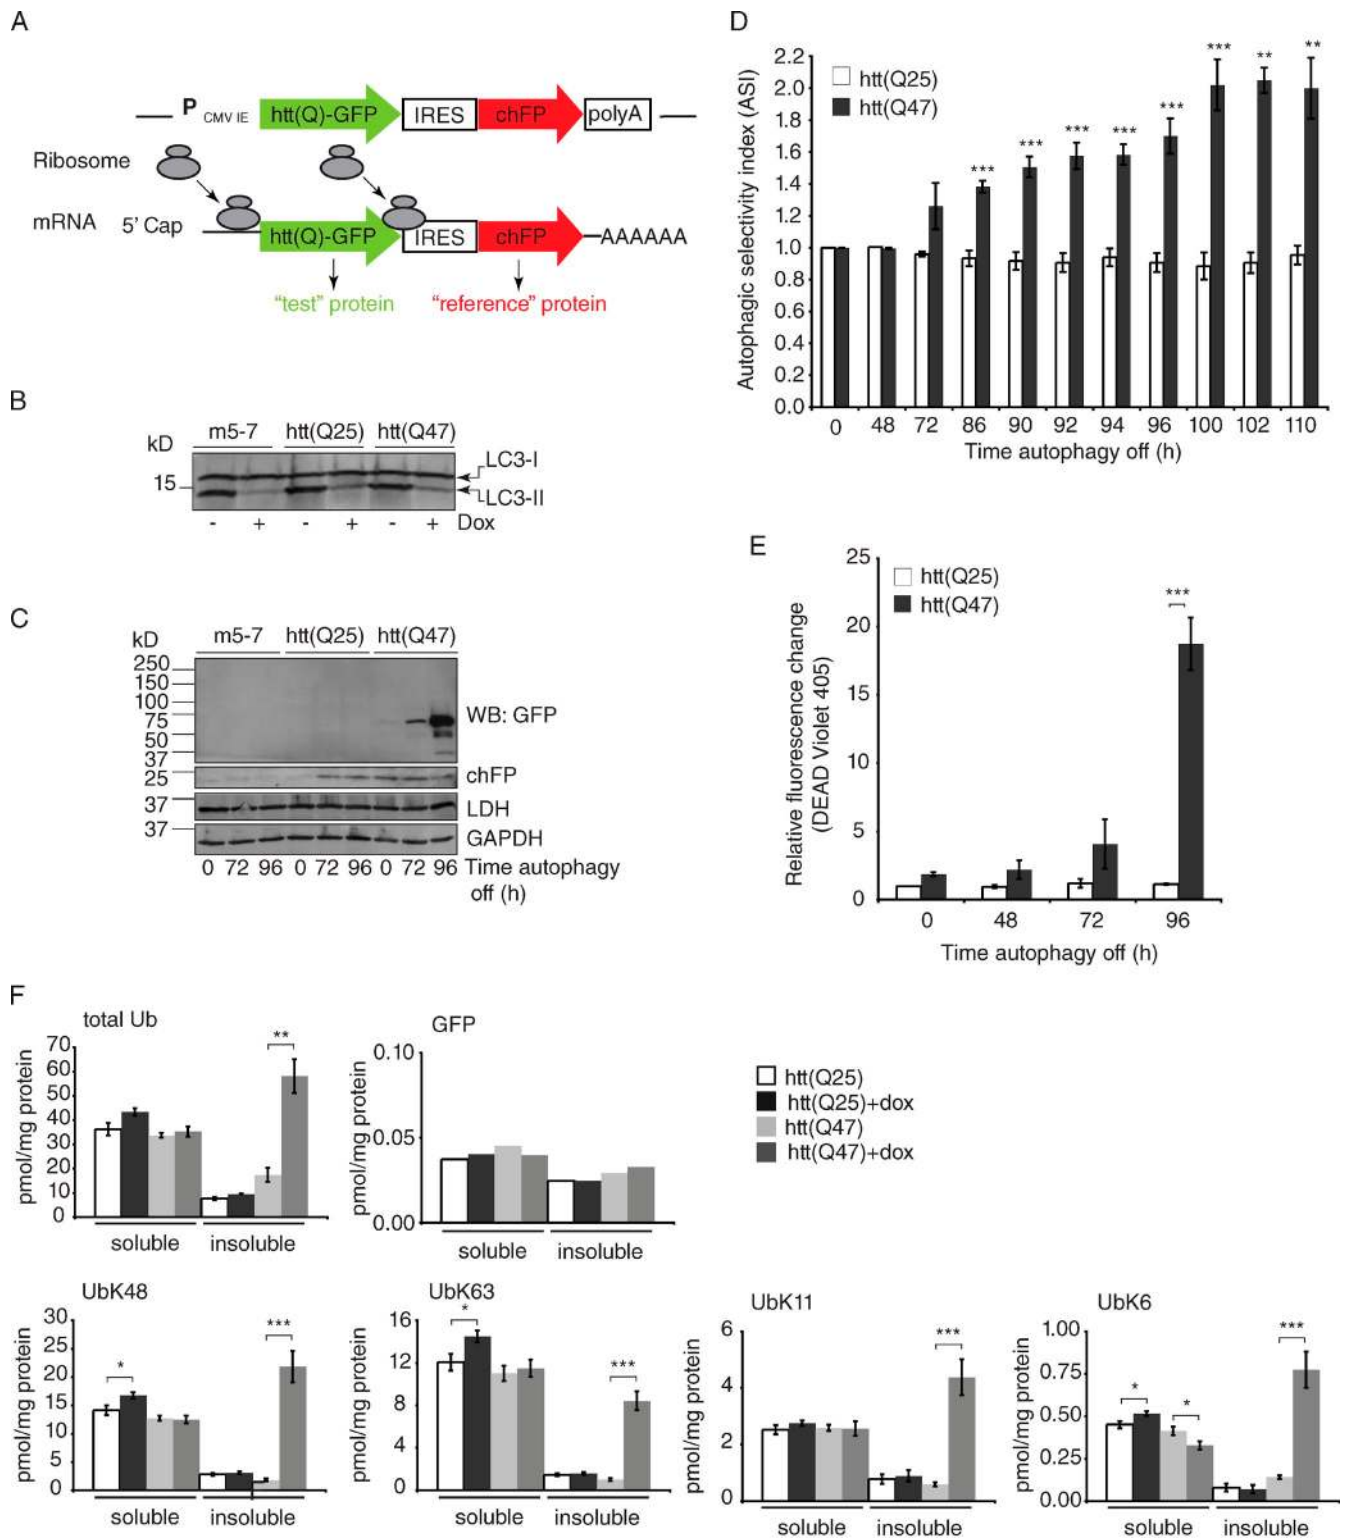 A
P CMV IE htt(Q)-GFP IRES chFP polyA
Ribosome
mRNA 5' Cap htt(Q)-GFP IRES chFP AAAAAA
"test" protein "reference" protein
B
kD m5-7 htt(Q25) htt(Q47)
15 LC3-I
LC3-II
- + - + - + Dox
C
kD m5-7 htt(Q25) htt(Q47)
250
150
100
75 WB: GFP
50
37
25 chFP
37 LDH
37 GAPDH
0 72 96 0 72 96 0 72 96 Time autophagy
off (h)
D
Autophagic selectivity index (ASI)
2.2
2.0
1.8
1.6
1.4
1.2
1.0
0.8
0.6
0.4
0.2
0.0
htt(Q25)
htt(Q47)
*** *** *** *** *** *** ** **
0 48 72 86 90 92 94 96 100 102 110
Time autophagy off (h)
E
Relative fluorescence change
(DEAD Violet 405)
25
20
15
10
5
0
htt(Q25)
htt(Q47)
***
0 48 72 96
Time autophagy off (h)
F
total Ub
pmol/mg protein
70
60
50
40
30
20
10
0
**
soluble insoluble
GFP
pmol/mg protein
0.10
0.05
0.00
soluble insoluble
htt(Q25)
htt(Q25)+dox
htt(Q47)
htt(Q47)+dox
UbK48
pmol/mg protein
30
25
20
15
10
5
0
* ***
soluble insoluble
UbK63
pmol/mg protein
16
12
8
4
0
* ***
soluble insoluble
UbK11
pmol/mg protein
6
4
2
0
***
soluble insoluble
UbK6
pmol/mg protein
1.00
0.75
0.50
0.25
0.00
* * ***
soluble insoluble